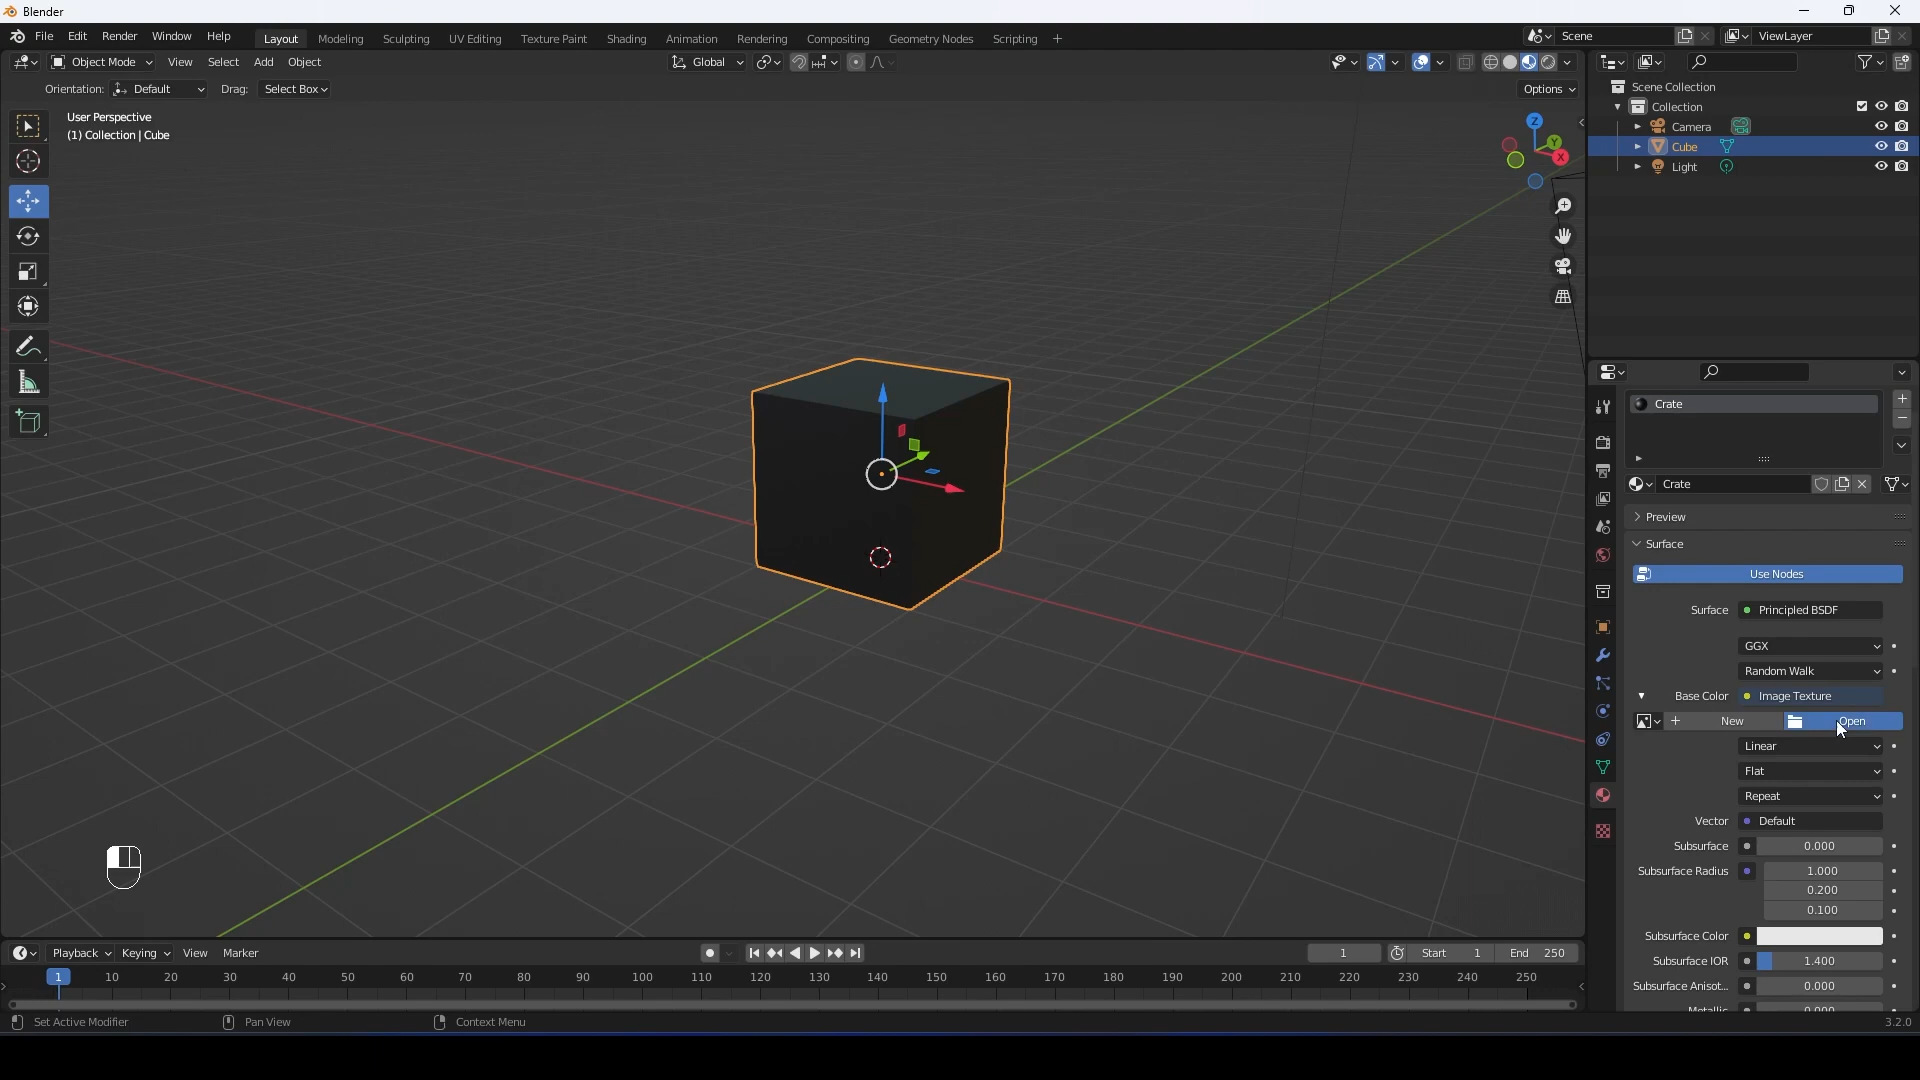 Blender
File Edit Render Window Help Layout Modeling Sculpting UV Editing Texture Paint Shading Animation Rendering Compositing Geometry Nodes Scripting + Scene ViewLayer
Object Mode View Select Add Object Global
Orientation: Default Drag: Select Box Options
User Perspective
(1) Collection | Cube
Z
Y
X
Scene Collection
Collection
Camera
Cube
Light
Crate
Crate
Preview
Surface
Use Nodes
Surface Principled BSDF
GGX
Random Walk
Base Color Image Texture
New Open
Linear
Flat
Repeat
Vector Default
Subsurface 0.000
Subsurface Radius 1.000
0.200
0.100
Subsurface Color
Subsurface IOR 1.400
Subsurface Anisot... 0.000
Metallic 0.000
Playback Keying View Marker 1 Start 1 End 250
1 10 20 30 40 50 60 70 80 90 100 110 120 130 140 150 160 170 180 190 200 210 220 230 240 250
Set Active Modifier Pan View Context Menu 3.2.0